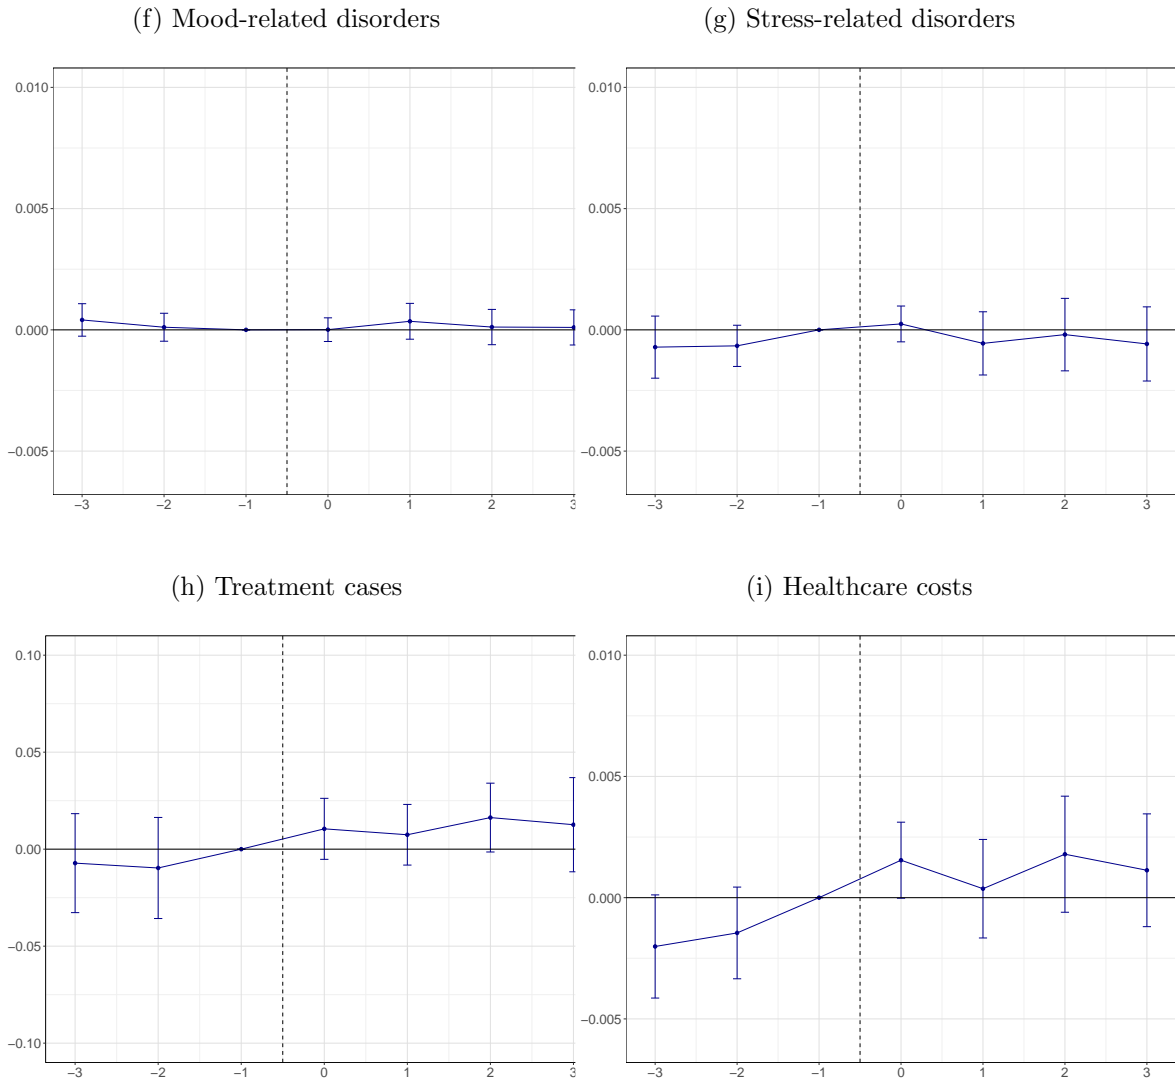 (f) Mood-related disorders
0.010
0.005
0.000
−0.005
−3 −2 −1 0 1 2 3
(g) Stress-related disorders
0.010
0.005
0.000
−0.005
−3 −2 −1 0 1 2 3
(h) Treatment cases
0.10
0.05
0.00
−0.05
−0.10
−3 −2 −1 0 1 2 3
(i) Healthcare costs
0.010
0.005
0.000
−0.005
−3 −2 −1 0 1 2 3